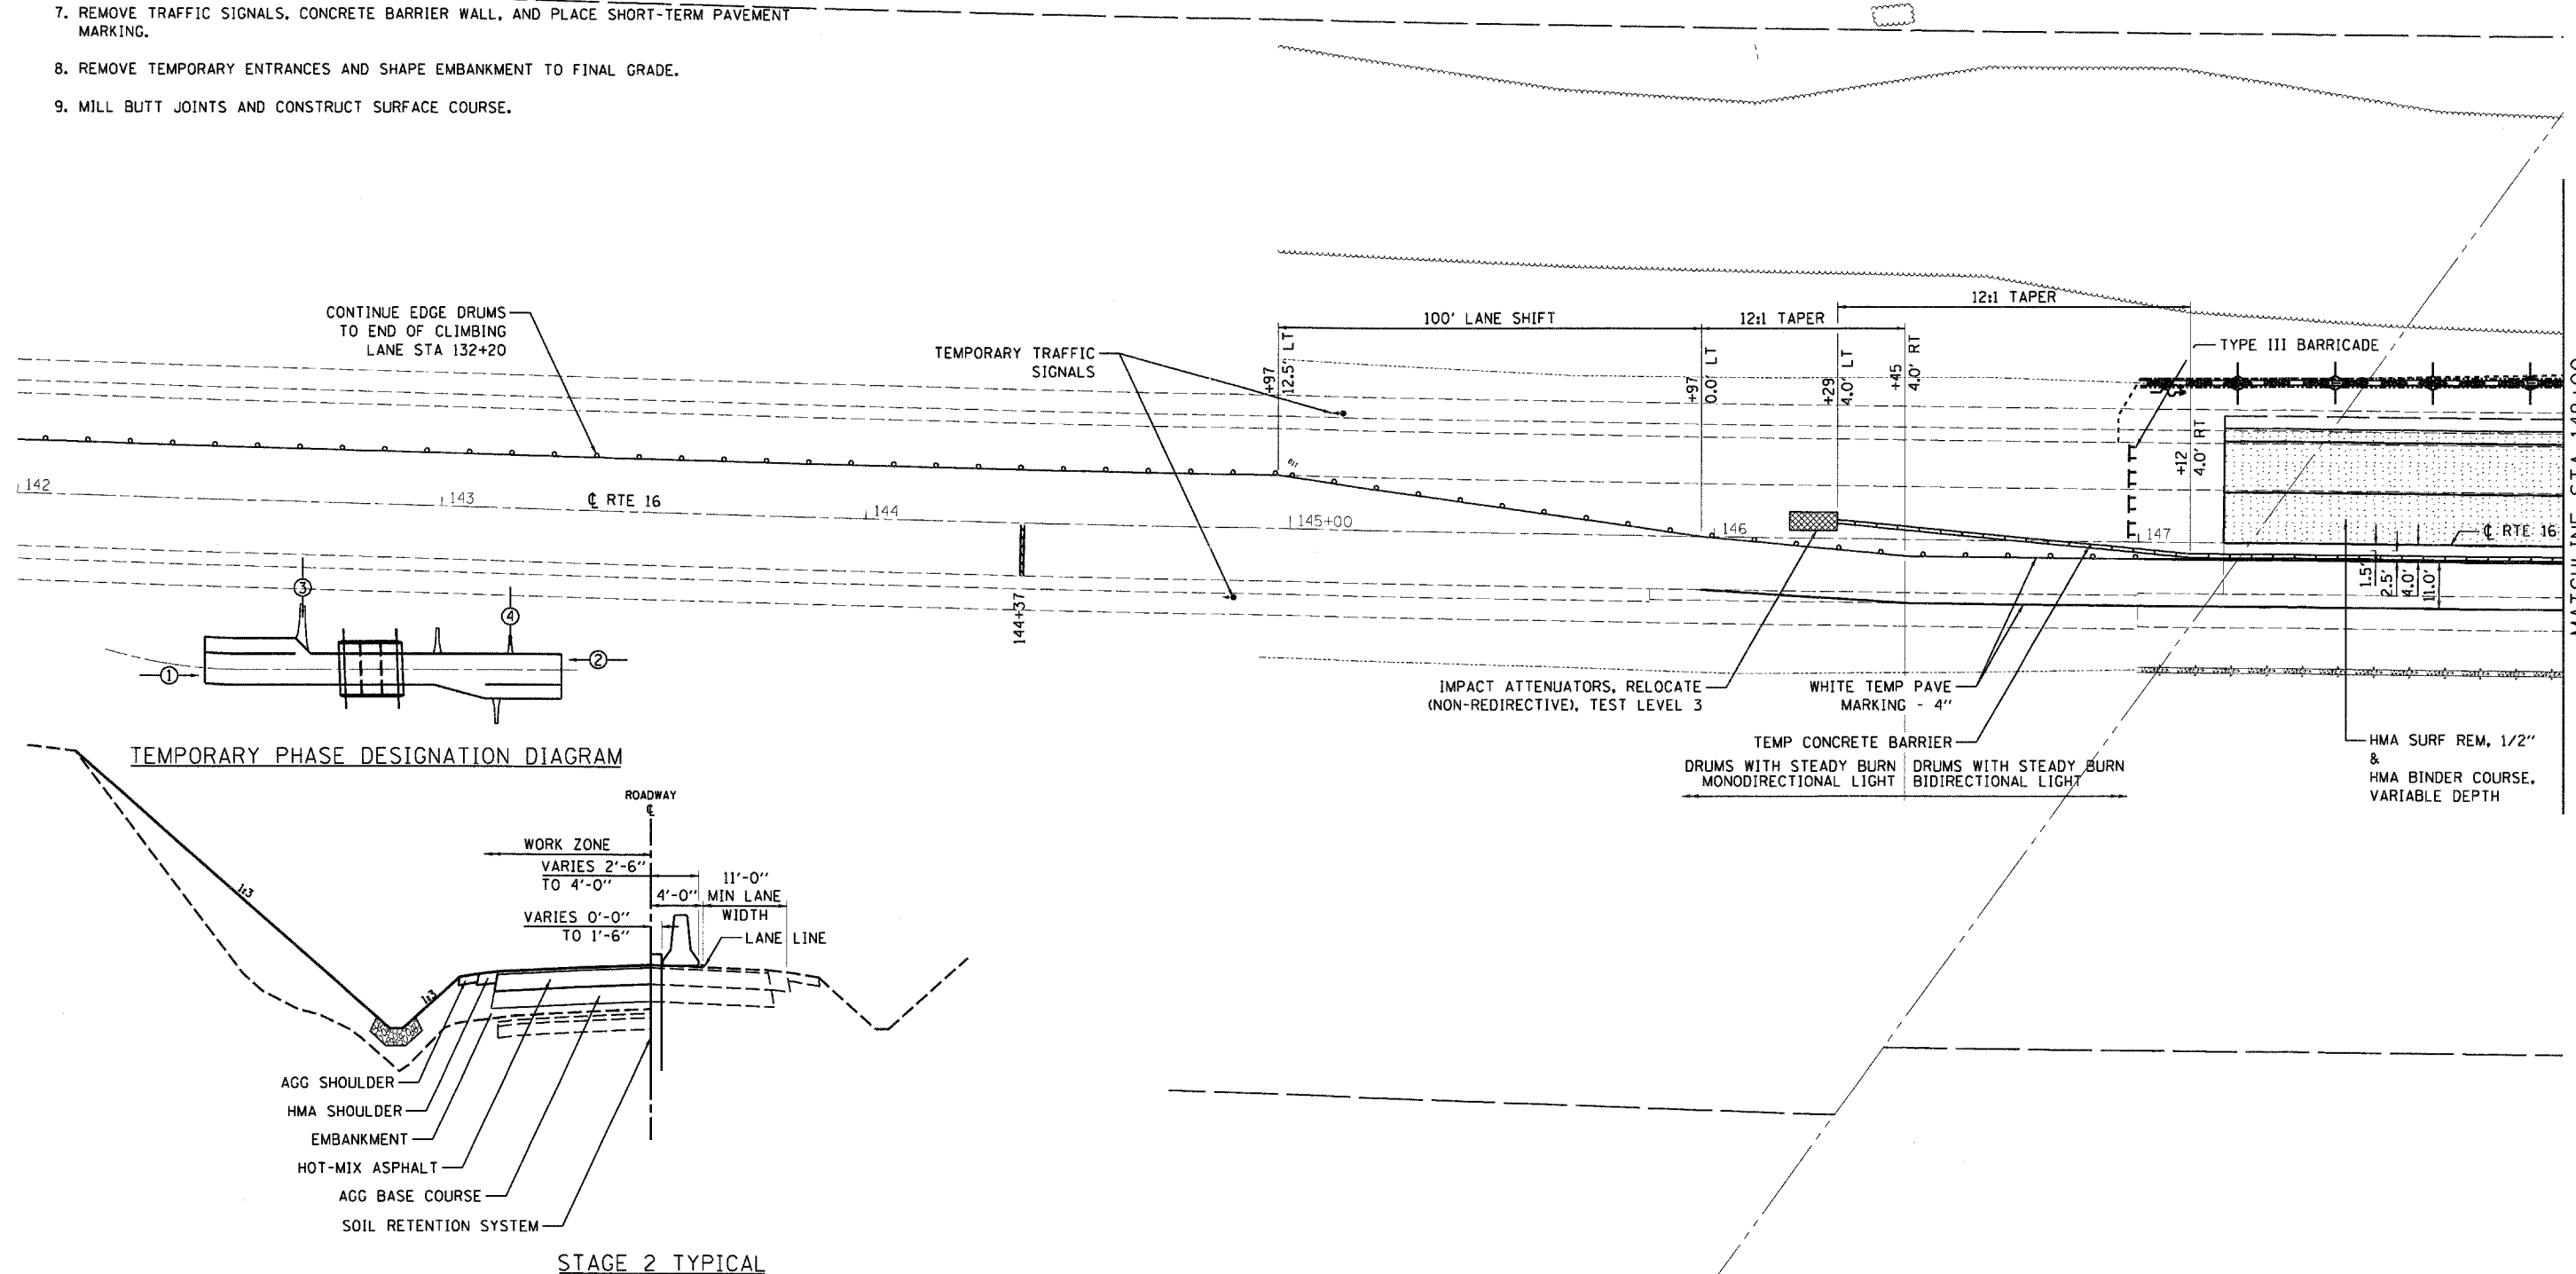 7. REMOVE TRAFFIC SIGNALS, CONCRETE BARRIER WALL, AND PLACE SHORT-TERM PAVEMENT
MARKING.
8. REMOVE TEMPORARY ENTRANCES AND SHAPE EMBANKMENT TO FINAL GRADE.
9. MILL BUTT JOINTS AND CONSTRUCT SURFACE COURSE.
CONTINUE EDGE DRUMS
TO END OF CLIMBING
LANE STA 132+20
TEMPORARY TRAFFIC
SIGNALS
100' LANE SHIFT
12:1 TAPER
12:1 TAPER
+97
12.5' LT
+97
0.0' LT
+29
4.0' LT
+45
4.0' RT
+12
4.0' RT
TYPE III BARRICADE
BIT
142
143
℄ RTE 16
144
145+00
146
147
℄ RTE 16
144+37
1.5'
2.5'
4.0'
11.0'
1
2
3
4
TEMPORARY PHASE DESIGNATION DIAGRAM
IMPACT ATTENUATORS, RELOCATE
(NON-REDIRECTIVE), TEST LEVEL 3
WHITE TEMP PAVE
MARKING - 4"
TEMP CONCRETE BARRIER
DRUMS WITH STEADY BURN
MONODIRECTIONAL LIGHT
DRUMS WITH STEADY BURN
BIDIRECTIONAL LIGHT
HMA SURF REM, 1/2"
&
HMA BINDER COURSE,
VARIABLE DEPTH
ROADWAY
℄
WORK ZONE
VARIES 2'-6"
TO 4'-0"
4'-0"
11'-0"
MIN LANE
WIDTH
VARIES 0'-0"
TO 1'-6"
LANE LINE
1:3
1:3
AGG SHOULDER
HMA SHOULDER
EMBANKMENT
HOT-MIX ASPHALT
AGG BASE COURSE
SOIL RETENTION SYSTEM
STAGE 2 TYPICAL